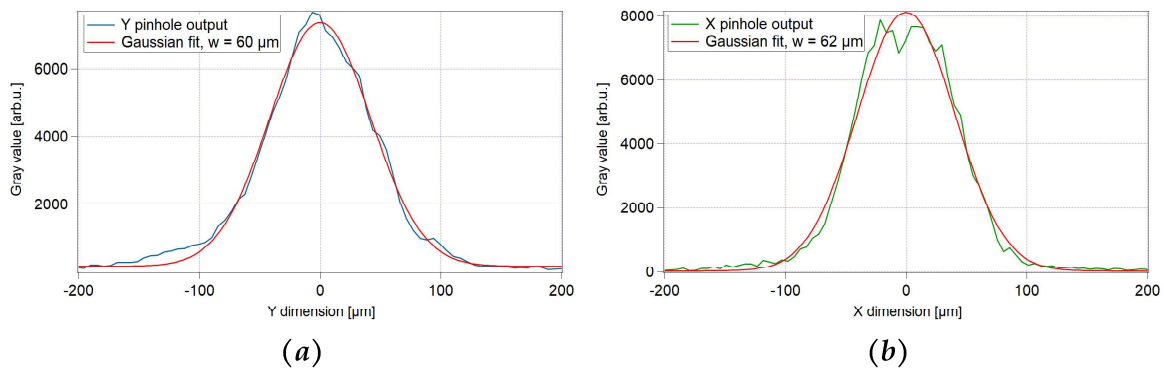 Y pinhole output
Gaussian fit, w = 60 µm
6000
4000
2000
Gray value [arb.u.]
-200
-100
0
100
200
Y dimension [µm]
(a)
X pinhole output
Gaussian fit, w = 62 µm
8000
6000
4000
2000
0
Gray value [arb.u.]
-200
-100
0
100
200
X dimension [µm]
(b)